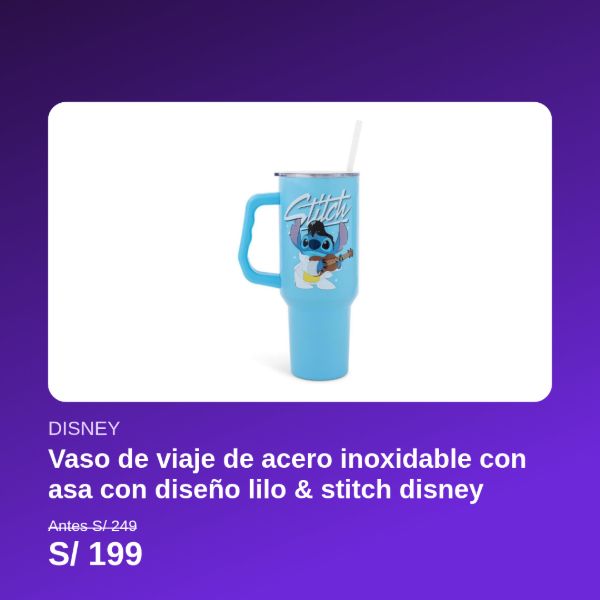 Stitch
DISNEY
Vaso de viaje de acero inoxidable con
asa con diseño lilo & stitch disney
Antes S/ 249
S/ 199